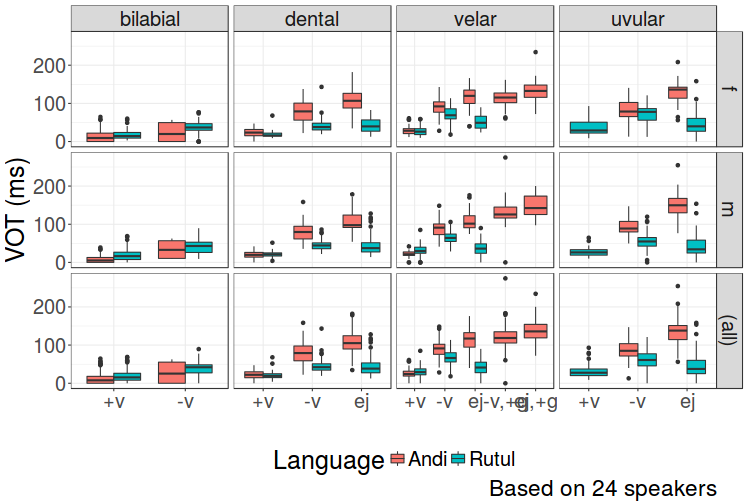 bilabial dental velar uvular
200
100
0
f
200
100
0
m
200
100
0
(all)
VOT (ms)
+v -v +v -v ej +v -v ej -v,+g ej,+g +v -v ej
Language Andi Rutul
Based on 24 speakers